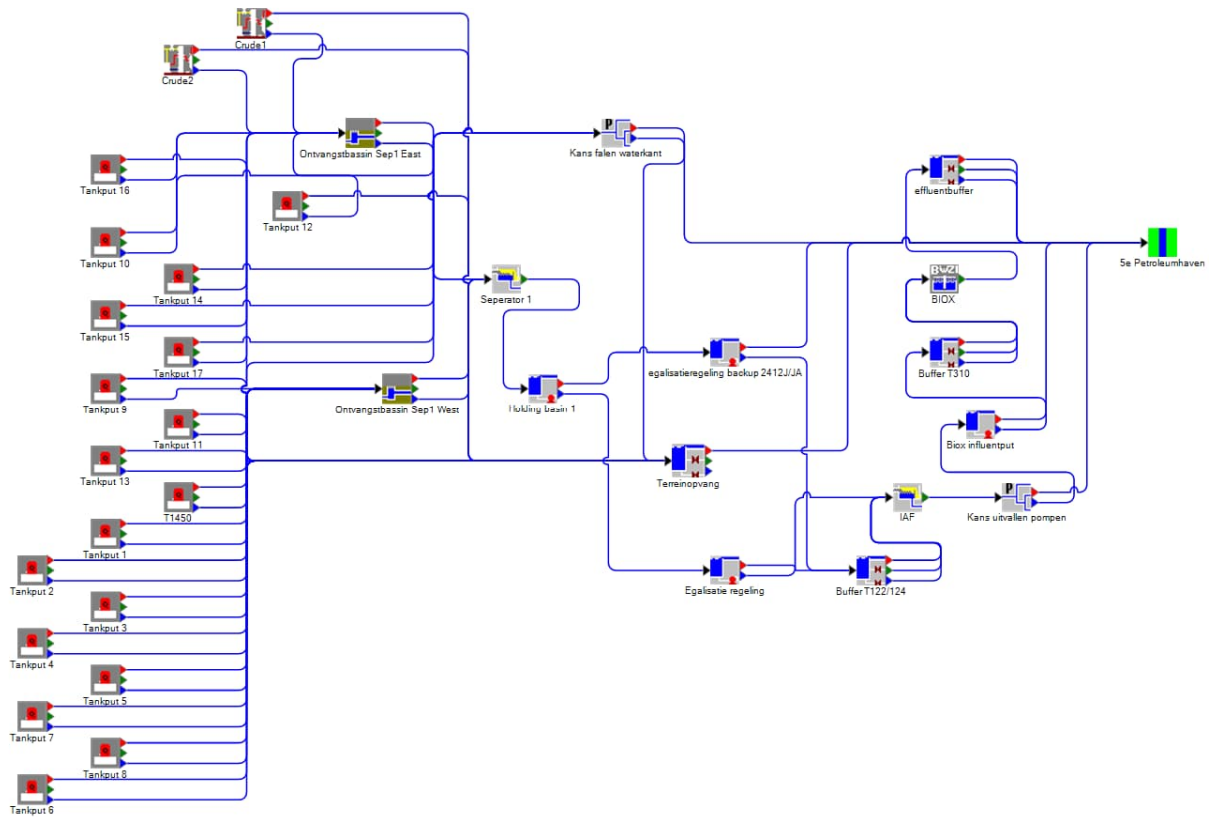 Crude1
Crude2
Ontvangstbassin Sep1 East
Kans falen waterkant
Tankput 16
effluentbuffer
Tankput 12
Tankput 10
5e Petroleumhaven
Tankput 14
Seperator 1
BIOX
Tankput 15
Tankput 17
egalisatieregeling backup 2412J/JA
Buffer T310
Tankput 9
Ontvangstbassin Sep1 West
Holding basin 1
Tankput 11
Biox influentput
Tankput 13
Terreinopvang
T1450
IAF
Kans uitvallen pompen
Tankput 1
Tankput 2
Egalisatie regeling
Buffer T122/124
Tankput 3
Tankput 4
Tankput 5
Tankput 7
Tankput 8
Tankput 6